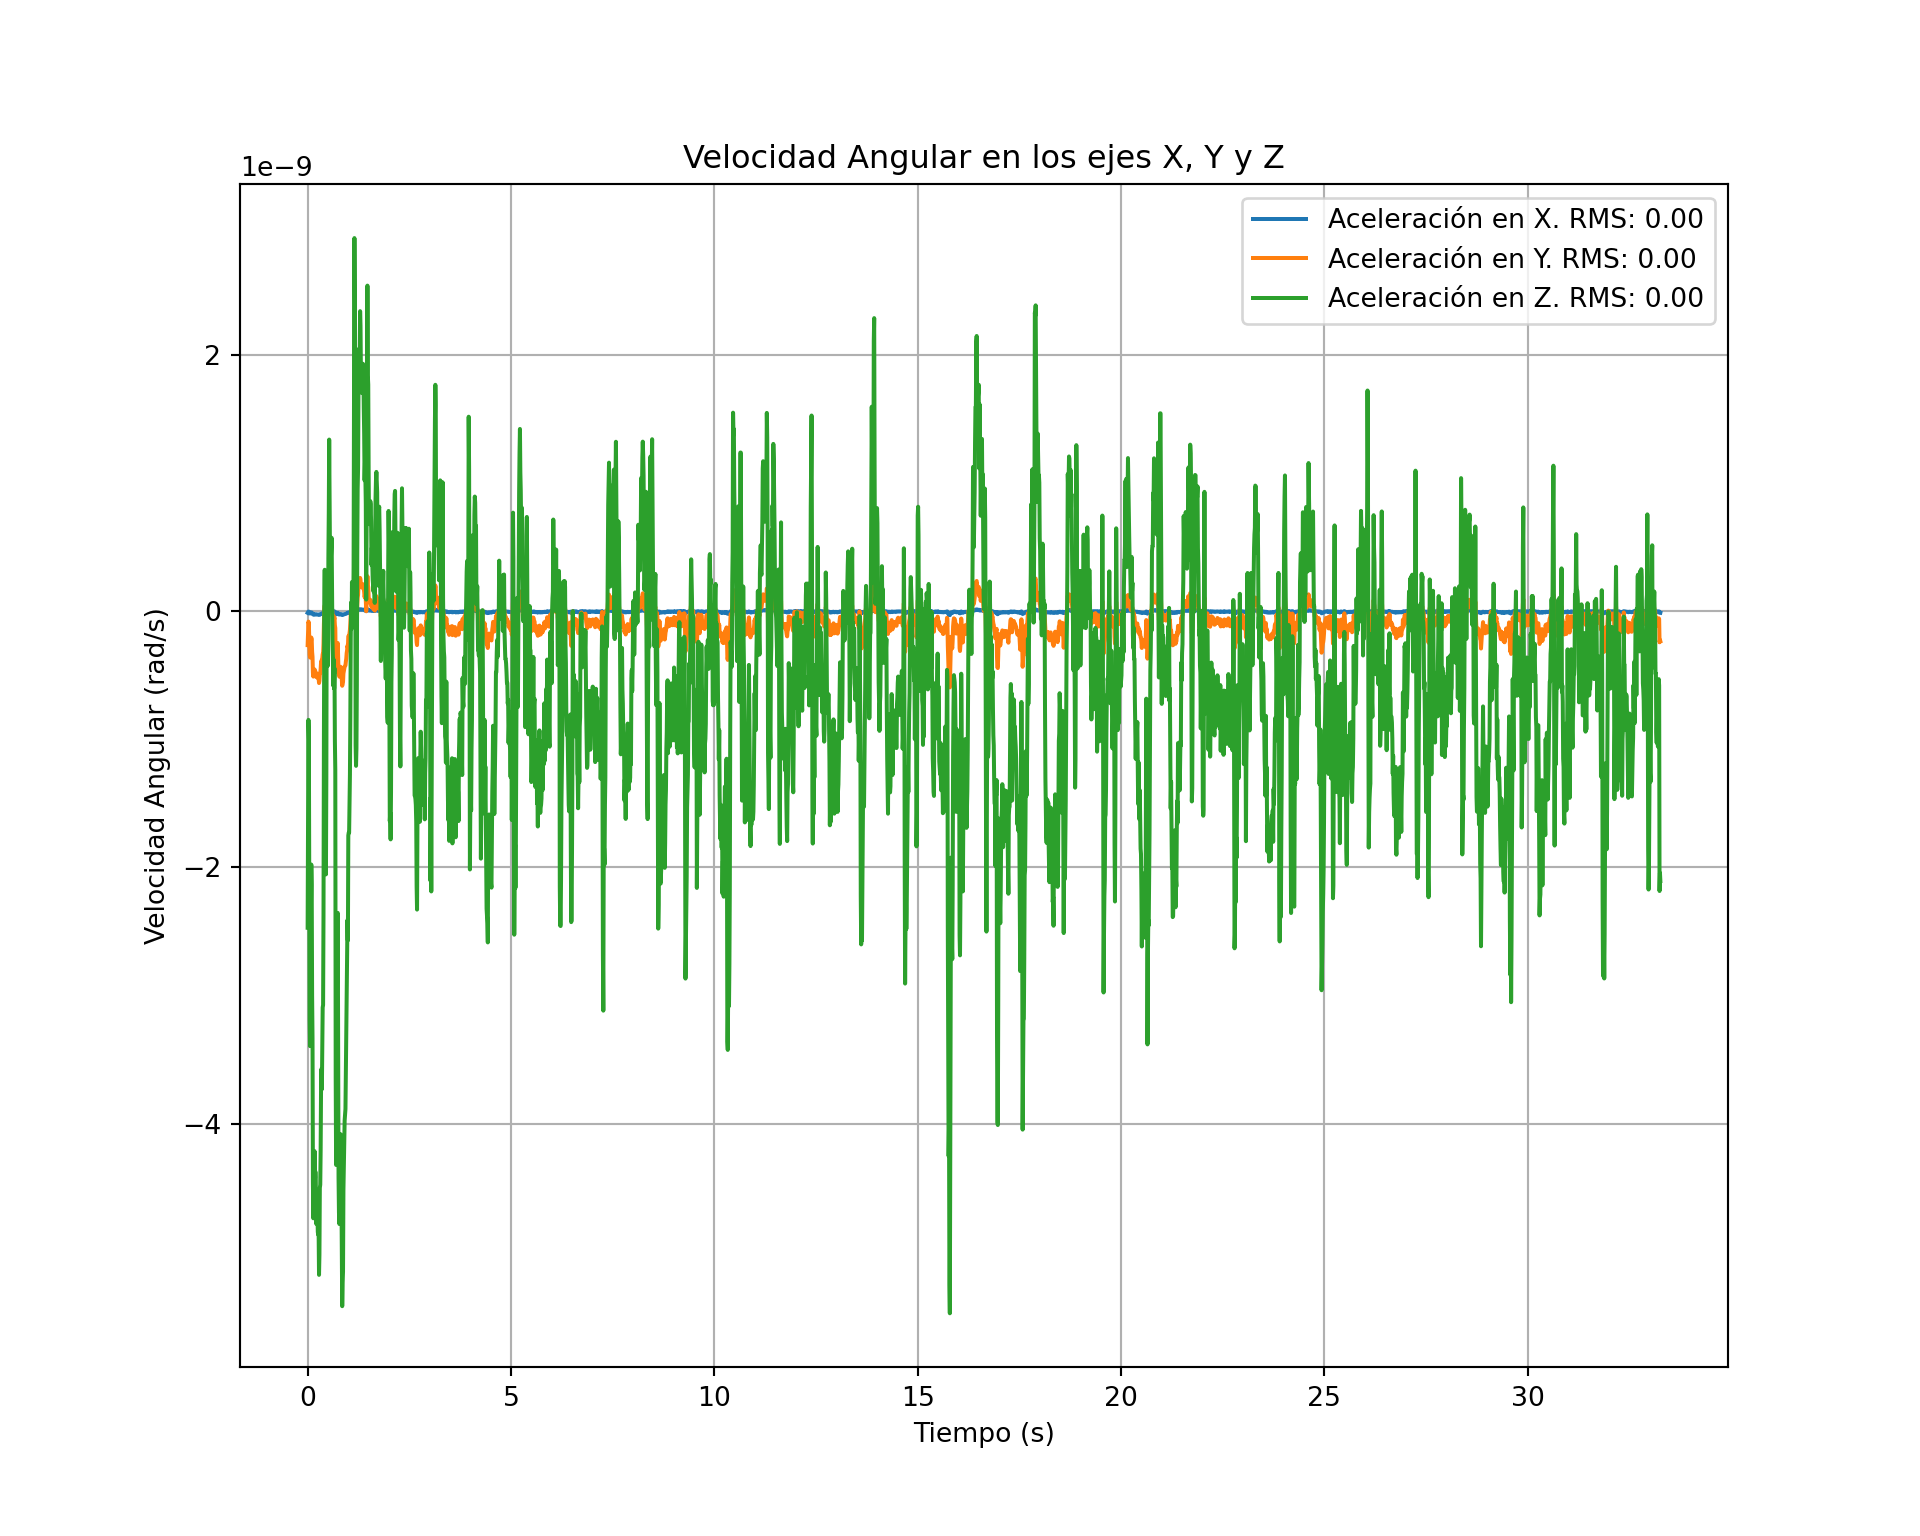 Velocidad Angular en los ejes X, Y y Z
1e−9
Aceleración en X. RMS: 0.00
Aceleración en Y. RMS: 0.00
Aceleración en Z. RMS: 0.00
2
0
−2
−4
Velocidad Angular (rad/s)
0 5 10 15 20 25 30
Tiempo (s)